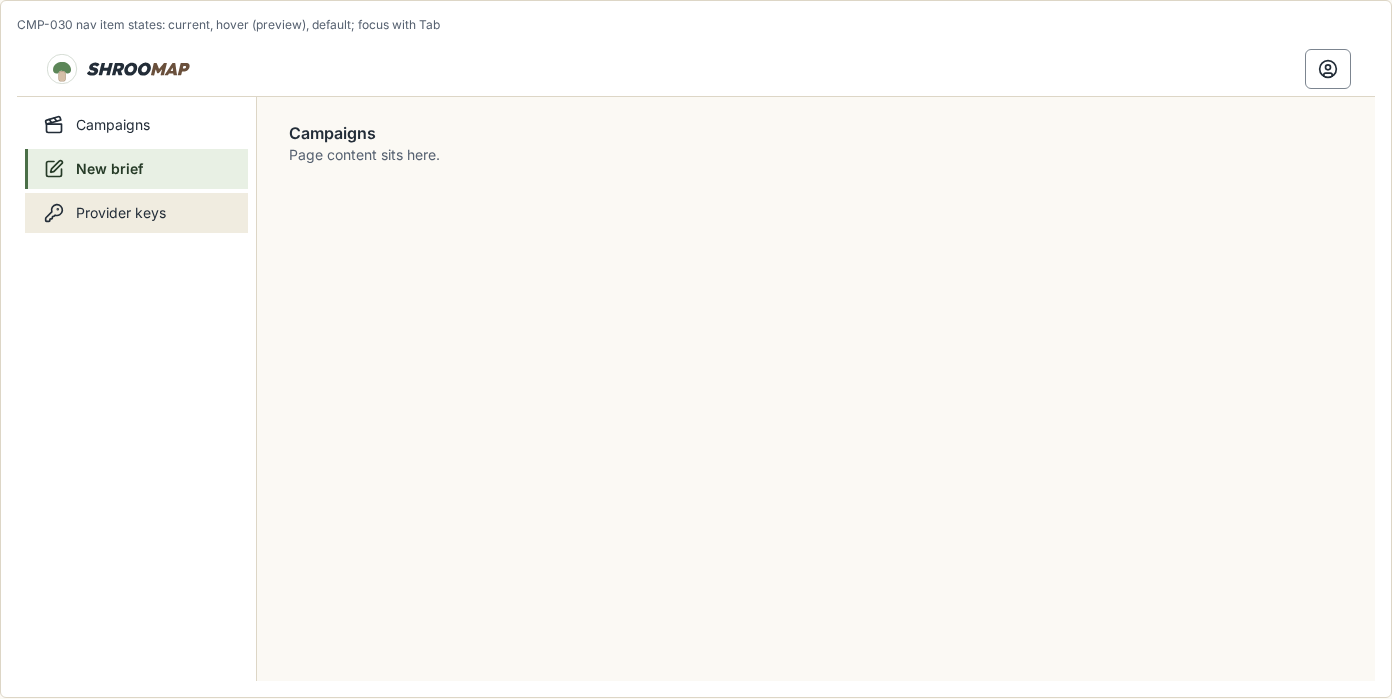 CMP-030 nav item states: current, hover (preview), default; focus with Tab
SHROOMAP
Campaigns
New brief
Provider keys
Campaigns
Page content sits here.